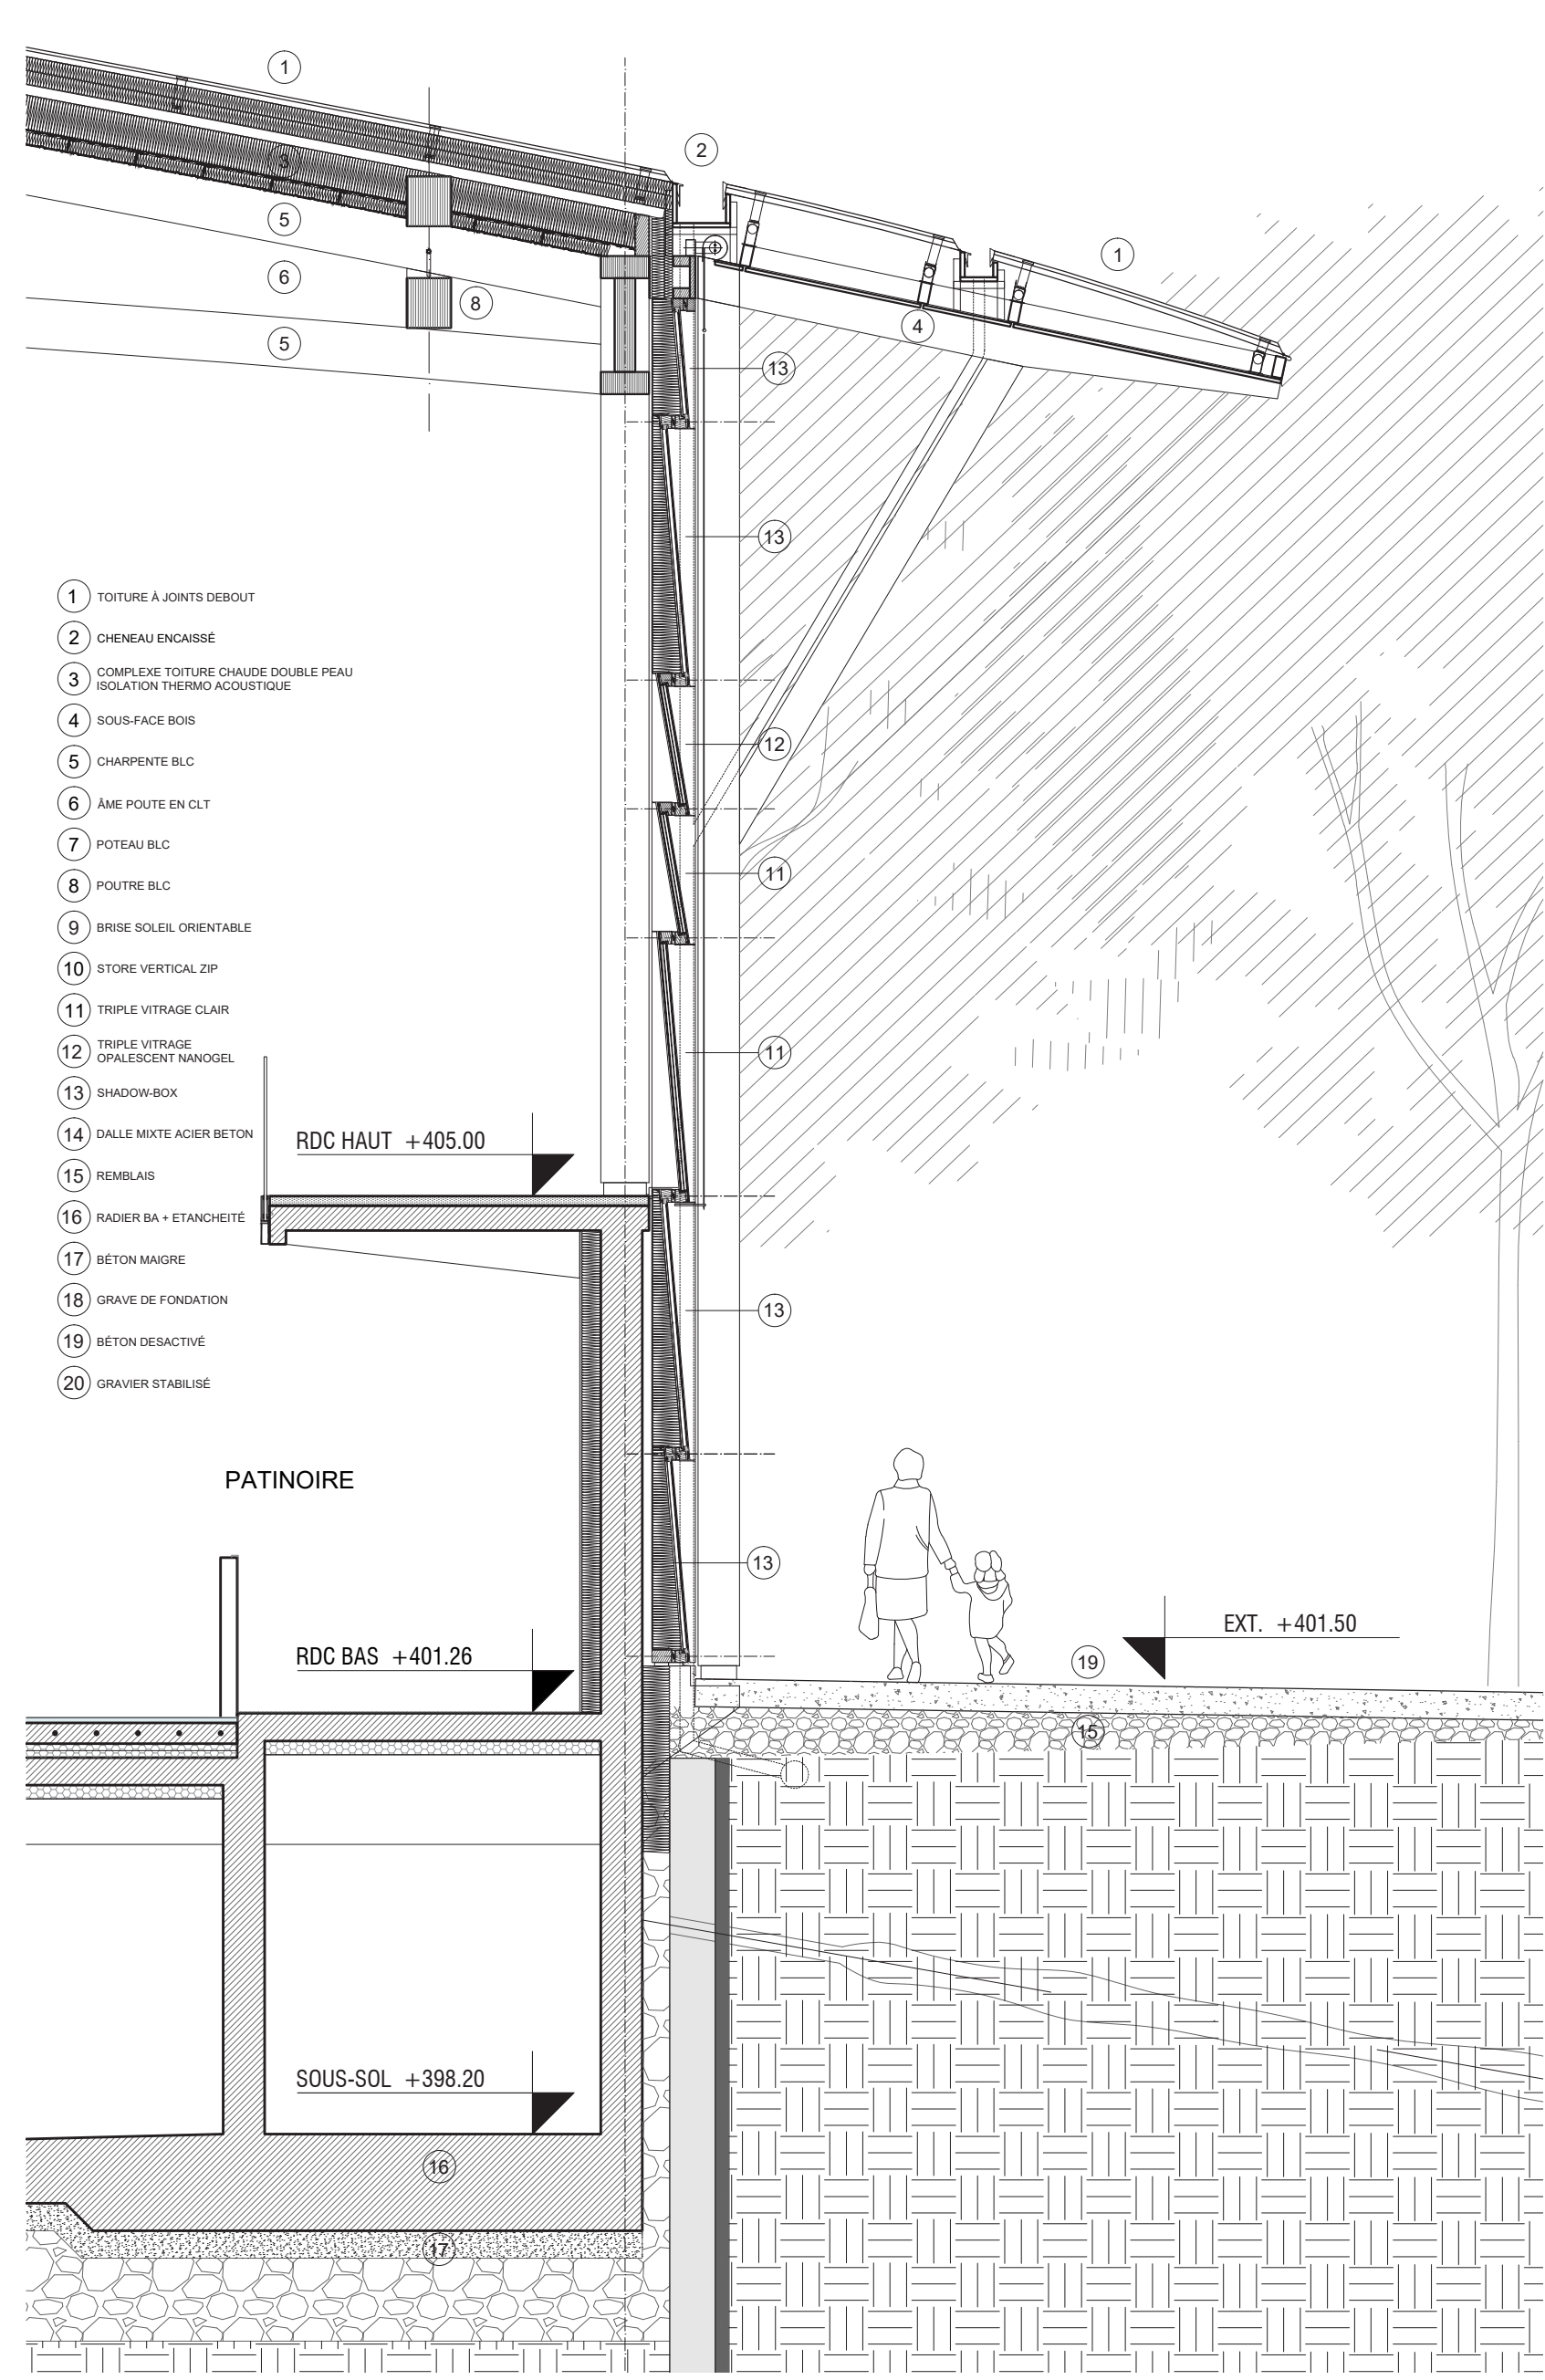 1
2
3
5
1
6
8
4
5
13
13
1 TOITURE À JOINTS DEBOUT
2 CHENEAU ENCAISSÉ
3 COMPLEXE TOITURE CHAUDE DOUBLE PEAU
ISOLATION THERMO ACOUSTIQUE
4 SOUS-FACE BOIS
12
5 CHARPENTE BLC
6 ÂME POUTE EN CLT
7 POTEAU BLC
11
8 POUTRE BLC
9 BRISE SOLEIL ORIENTABLE
10 STORE VERTICAL ZIP
11 TRIPLE VITRAGE CLAIR
11
12 TRIPLE VITRAGE
OPALESCENT NANOGEL
13 SHADOW-BOX
14 DALLE MIXTE ACIER BETON
RDC HAUT +405.00
15 REMBLAIS
16 RADIER BA + ETANCHEITÉ
17 BÉTON MAIGRE
18 GRAVE DE FONDATION
13
19 BÉTON DESACTIVÉ
20 GRAVIER STABILISÉ
PATINOIRE
13
EXT. +401.50
RDC BAS +401.26
19
15
SOUS-SOL +398.20
16
17